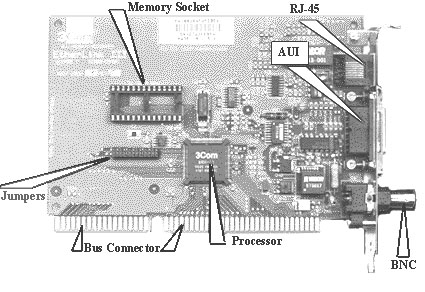 Memory Socket
RJ-45
AUI
3Com
Jumpers
Bus Connector
Processor
BNC